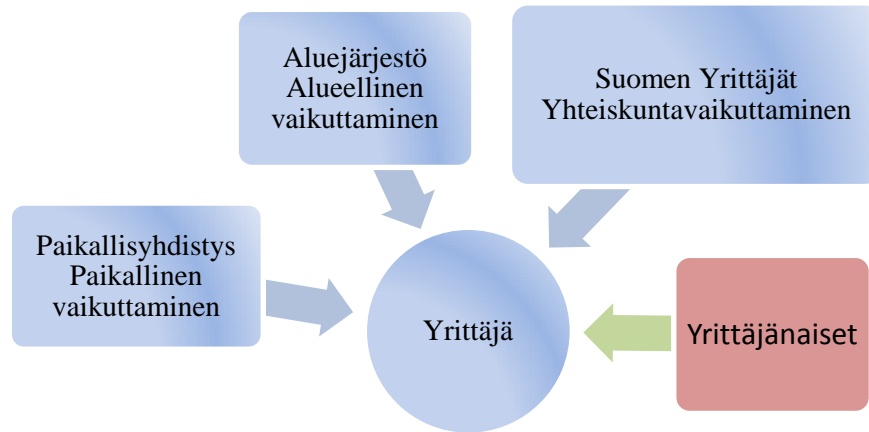 Aluejärjestö
Alueellinen
vaikuttaminen
Suomen Yrittäjät
Yhteiskuntavaikuttaminen
Paikallisyhdistys
Paikallinen
vaikuttaminen
Yrittäjä
Yrittäjänaiset